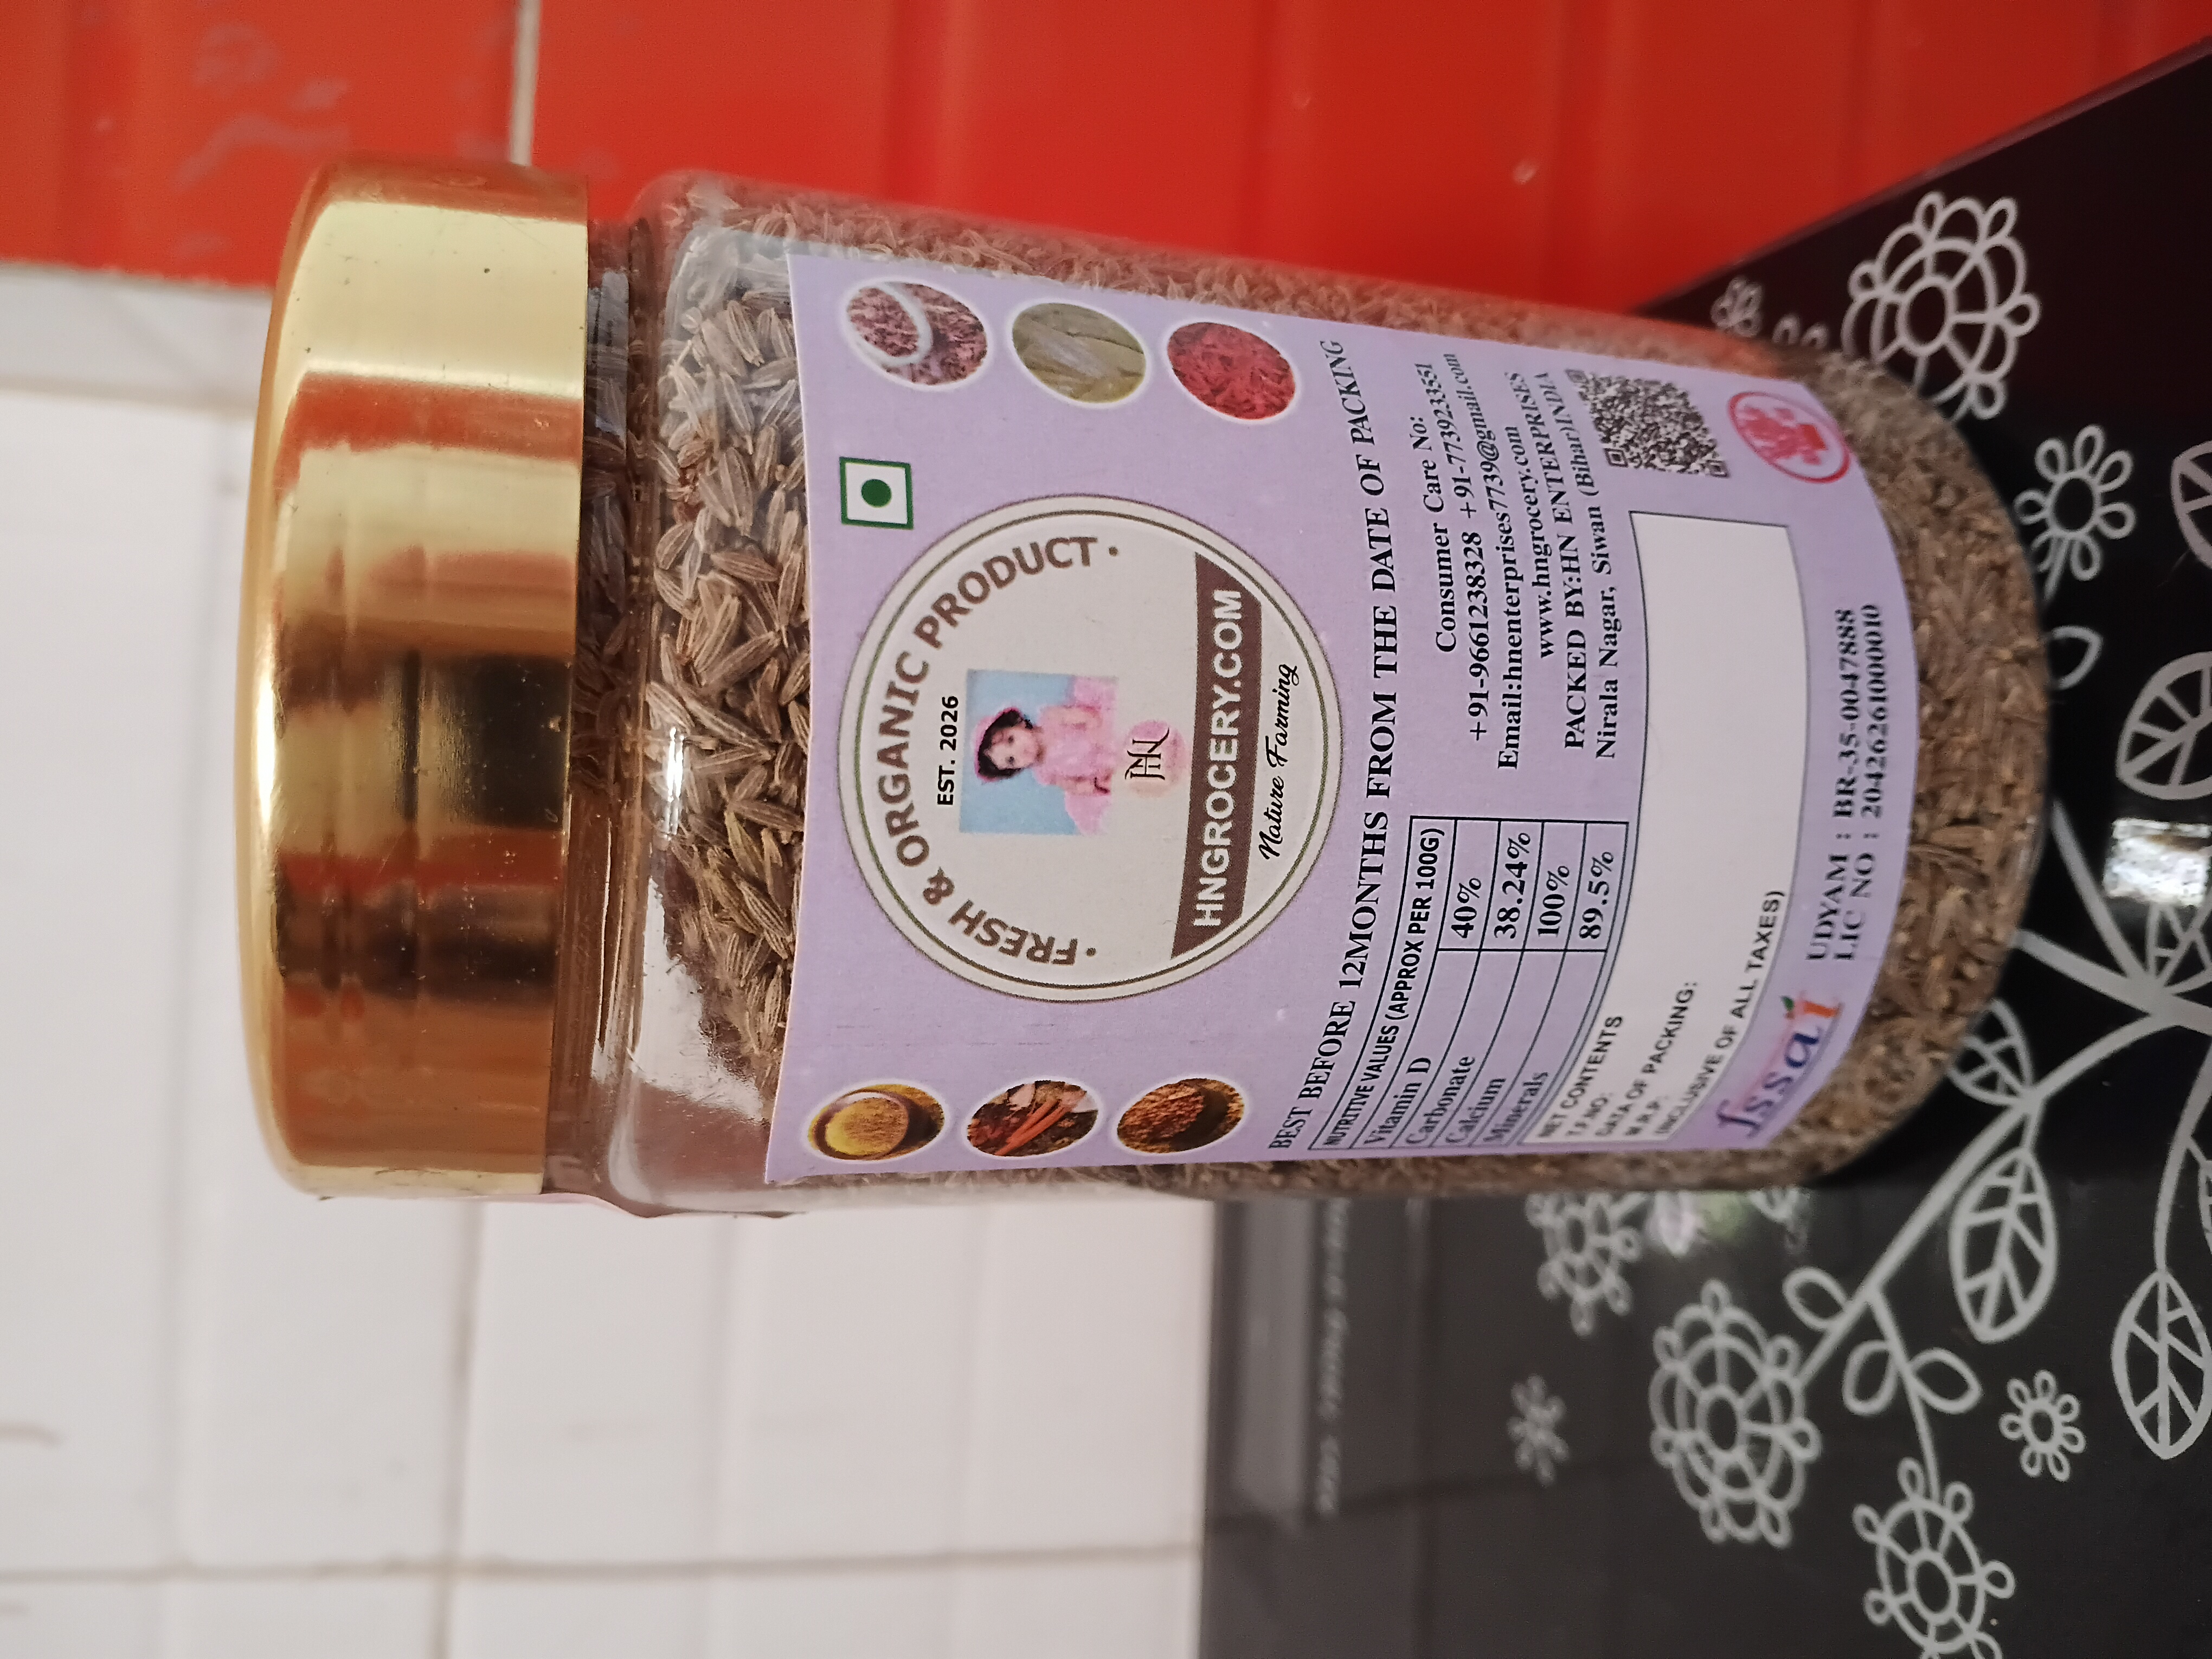 · FRESH & ORGANIC PRODUCT ·
EST. 2026
HN
HNGROCERY.COM
Nature Farming
BEST BEFORE 12MONTHS FROM THE DATE OF PACKING
NUTRITIVE VALUES (APPROX PER 100G)
Vitamin D 40%
Carbonate 38.24%
Calcium 100%
Minerals 89.5%
Consumer Care No:
+91-9661238328 +91-7739233551
Email:hnenterprises7739@gmail.com
www.hngrocery.com
PACKED BY:HN ENTERPRISES
Nirala Nagar, Siwan (Bihar)INDIA
NET CONTENTS
DATA OF PACKING:
M.R.P:
(INCLUSIVE OF ALL TAXES)
fssai
UDYAM : BR-35-0047888
LIC NO : 20426261000010